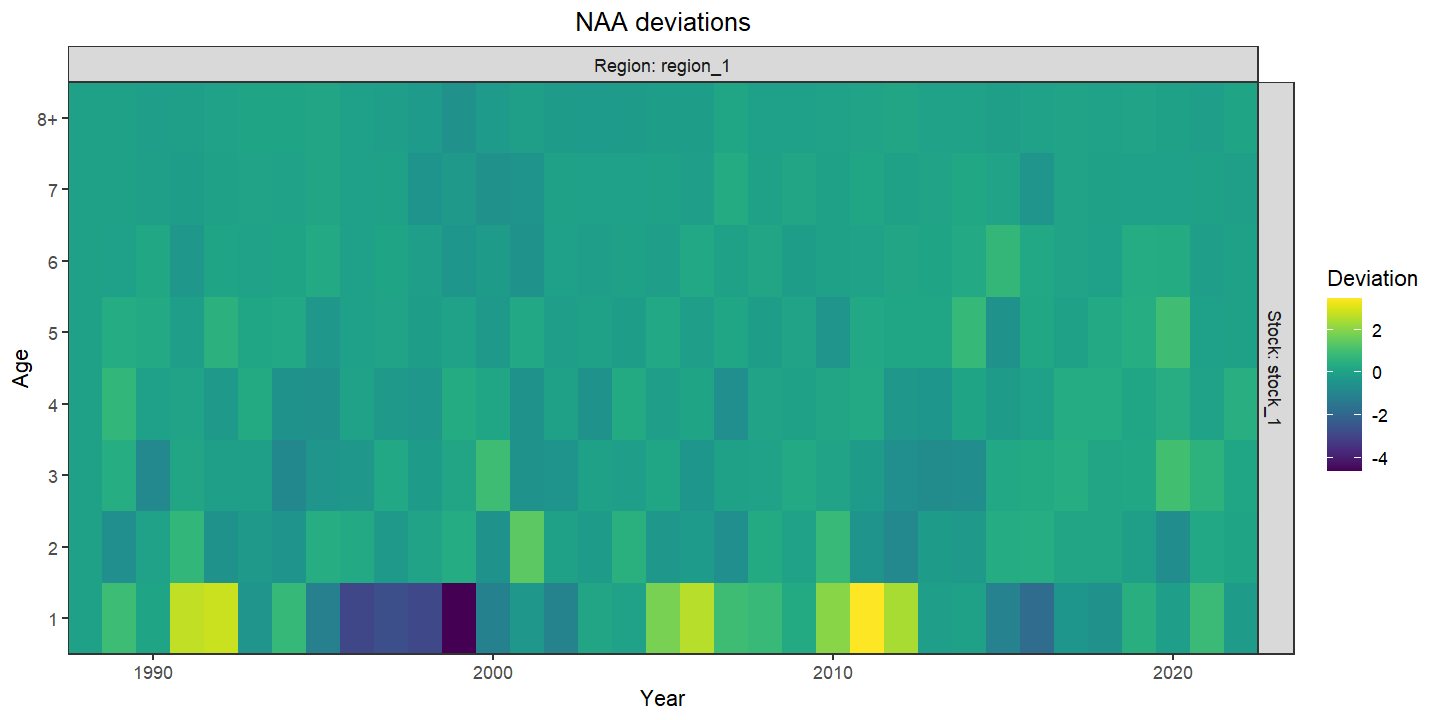 NAA deviations
Region: region_1
Stock: stock_1
Age
8+
7
6
5
4
3
2
1
1990
2000
2010
2020
Year
Deviation
2
0
-2
-4